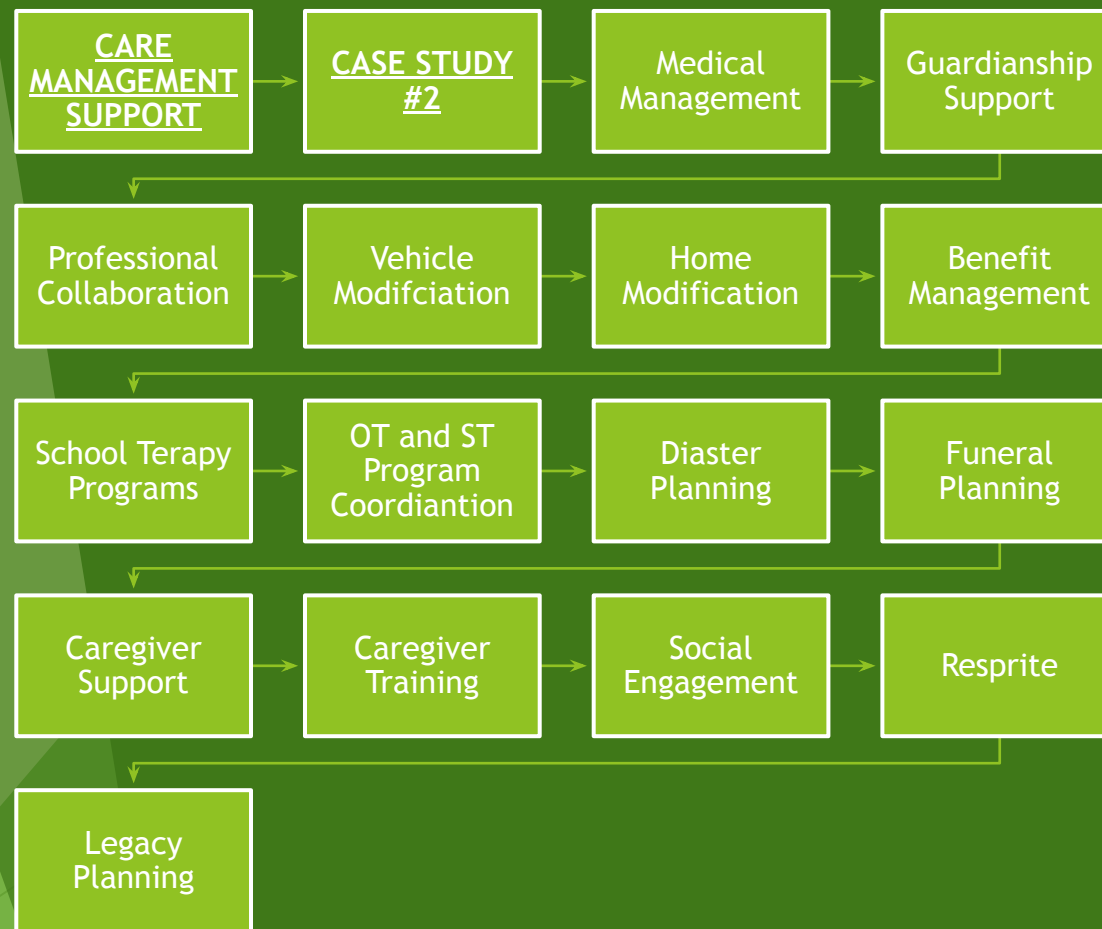 CARE
MANAGEMENT
SUPPORT
CASE STUDY
#2
Medical
Management
Guardianship
Support
Professional
Collaboration
Vehicle
Modifciation
Home
Modification
Benefit
Management
School Terapy
Programs
OT and ST
Program
Coordiantion
Diaster
Planning
Funeral
Planning
Caregiver
Support
Caregiver
Training
Social
Engagement
Resprite
Legacy
Planning